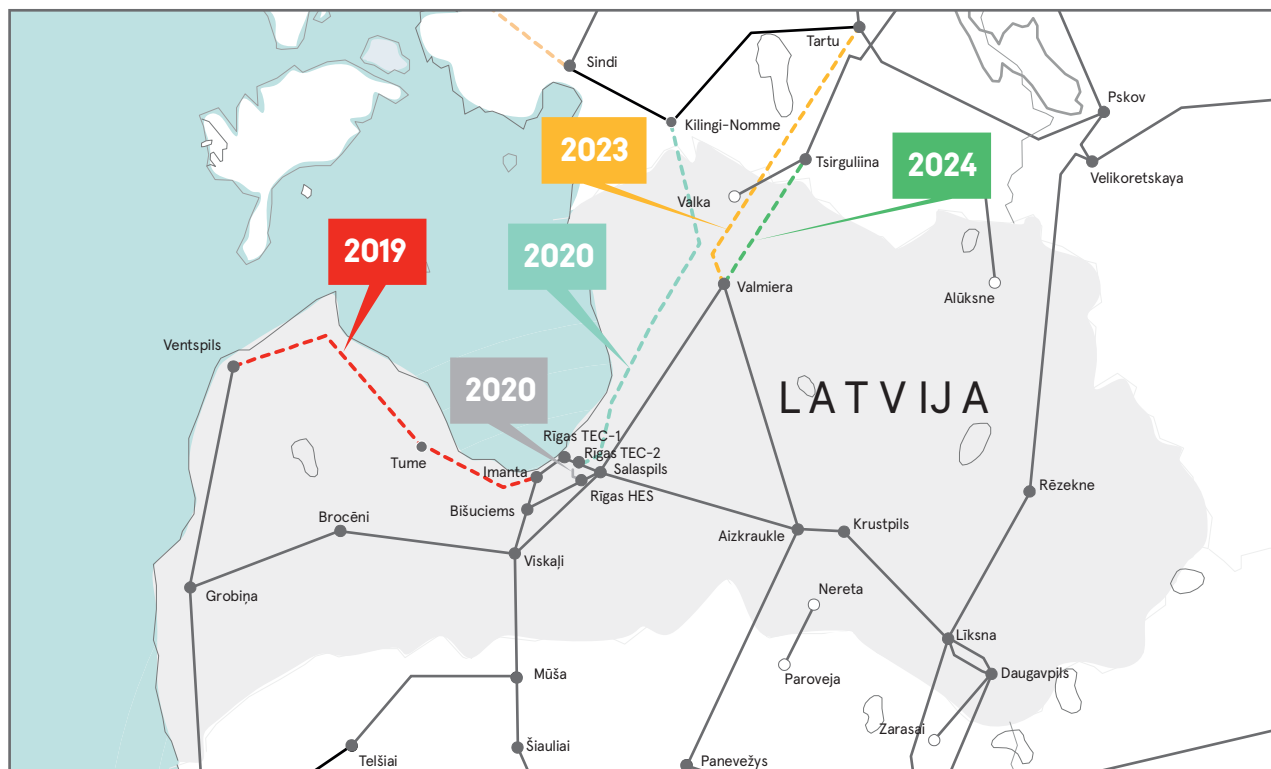 Sindi
Tartu
Pskov
Kilingi-Nomme
2023
Tsirguliina
2024
Velikoretskaya
Valka
2019
2020
Valmiera
Alūksne
Ventspils
2020
LATVIJA
Rīgas TEC-1
Rīgas TEC-2
Tume
Imanta
Salaspils
Rīgas HES
Rēzekne
Bišuciems
Brocēni
Krustpils
Aizkraukle
Viskaļi
Nereta
Grobiņa
Līksna
Mūša
Paroveja
Daugavpils
Zarasai
Šiauliai
Telšiai
Panevežys